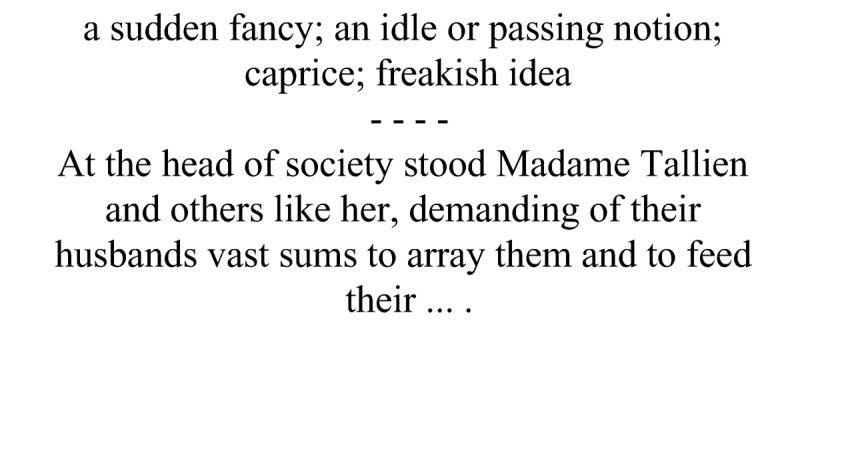 a sudden fancy; an idle or passing notion;
caprice; freakish idea
- - - -
At the head of society stood Madame Tallien
and others like her, demanding of their
husbands vast sums to array them and to feed
their ... .